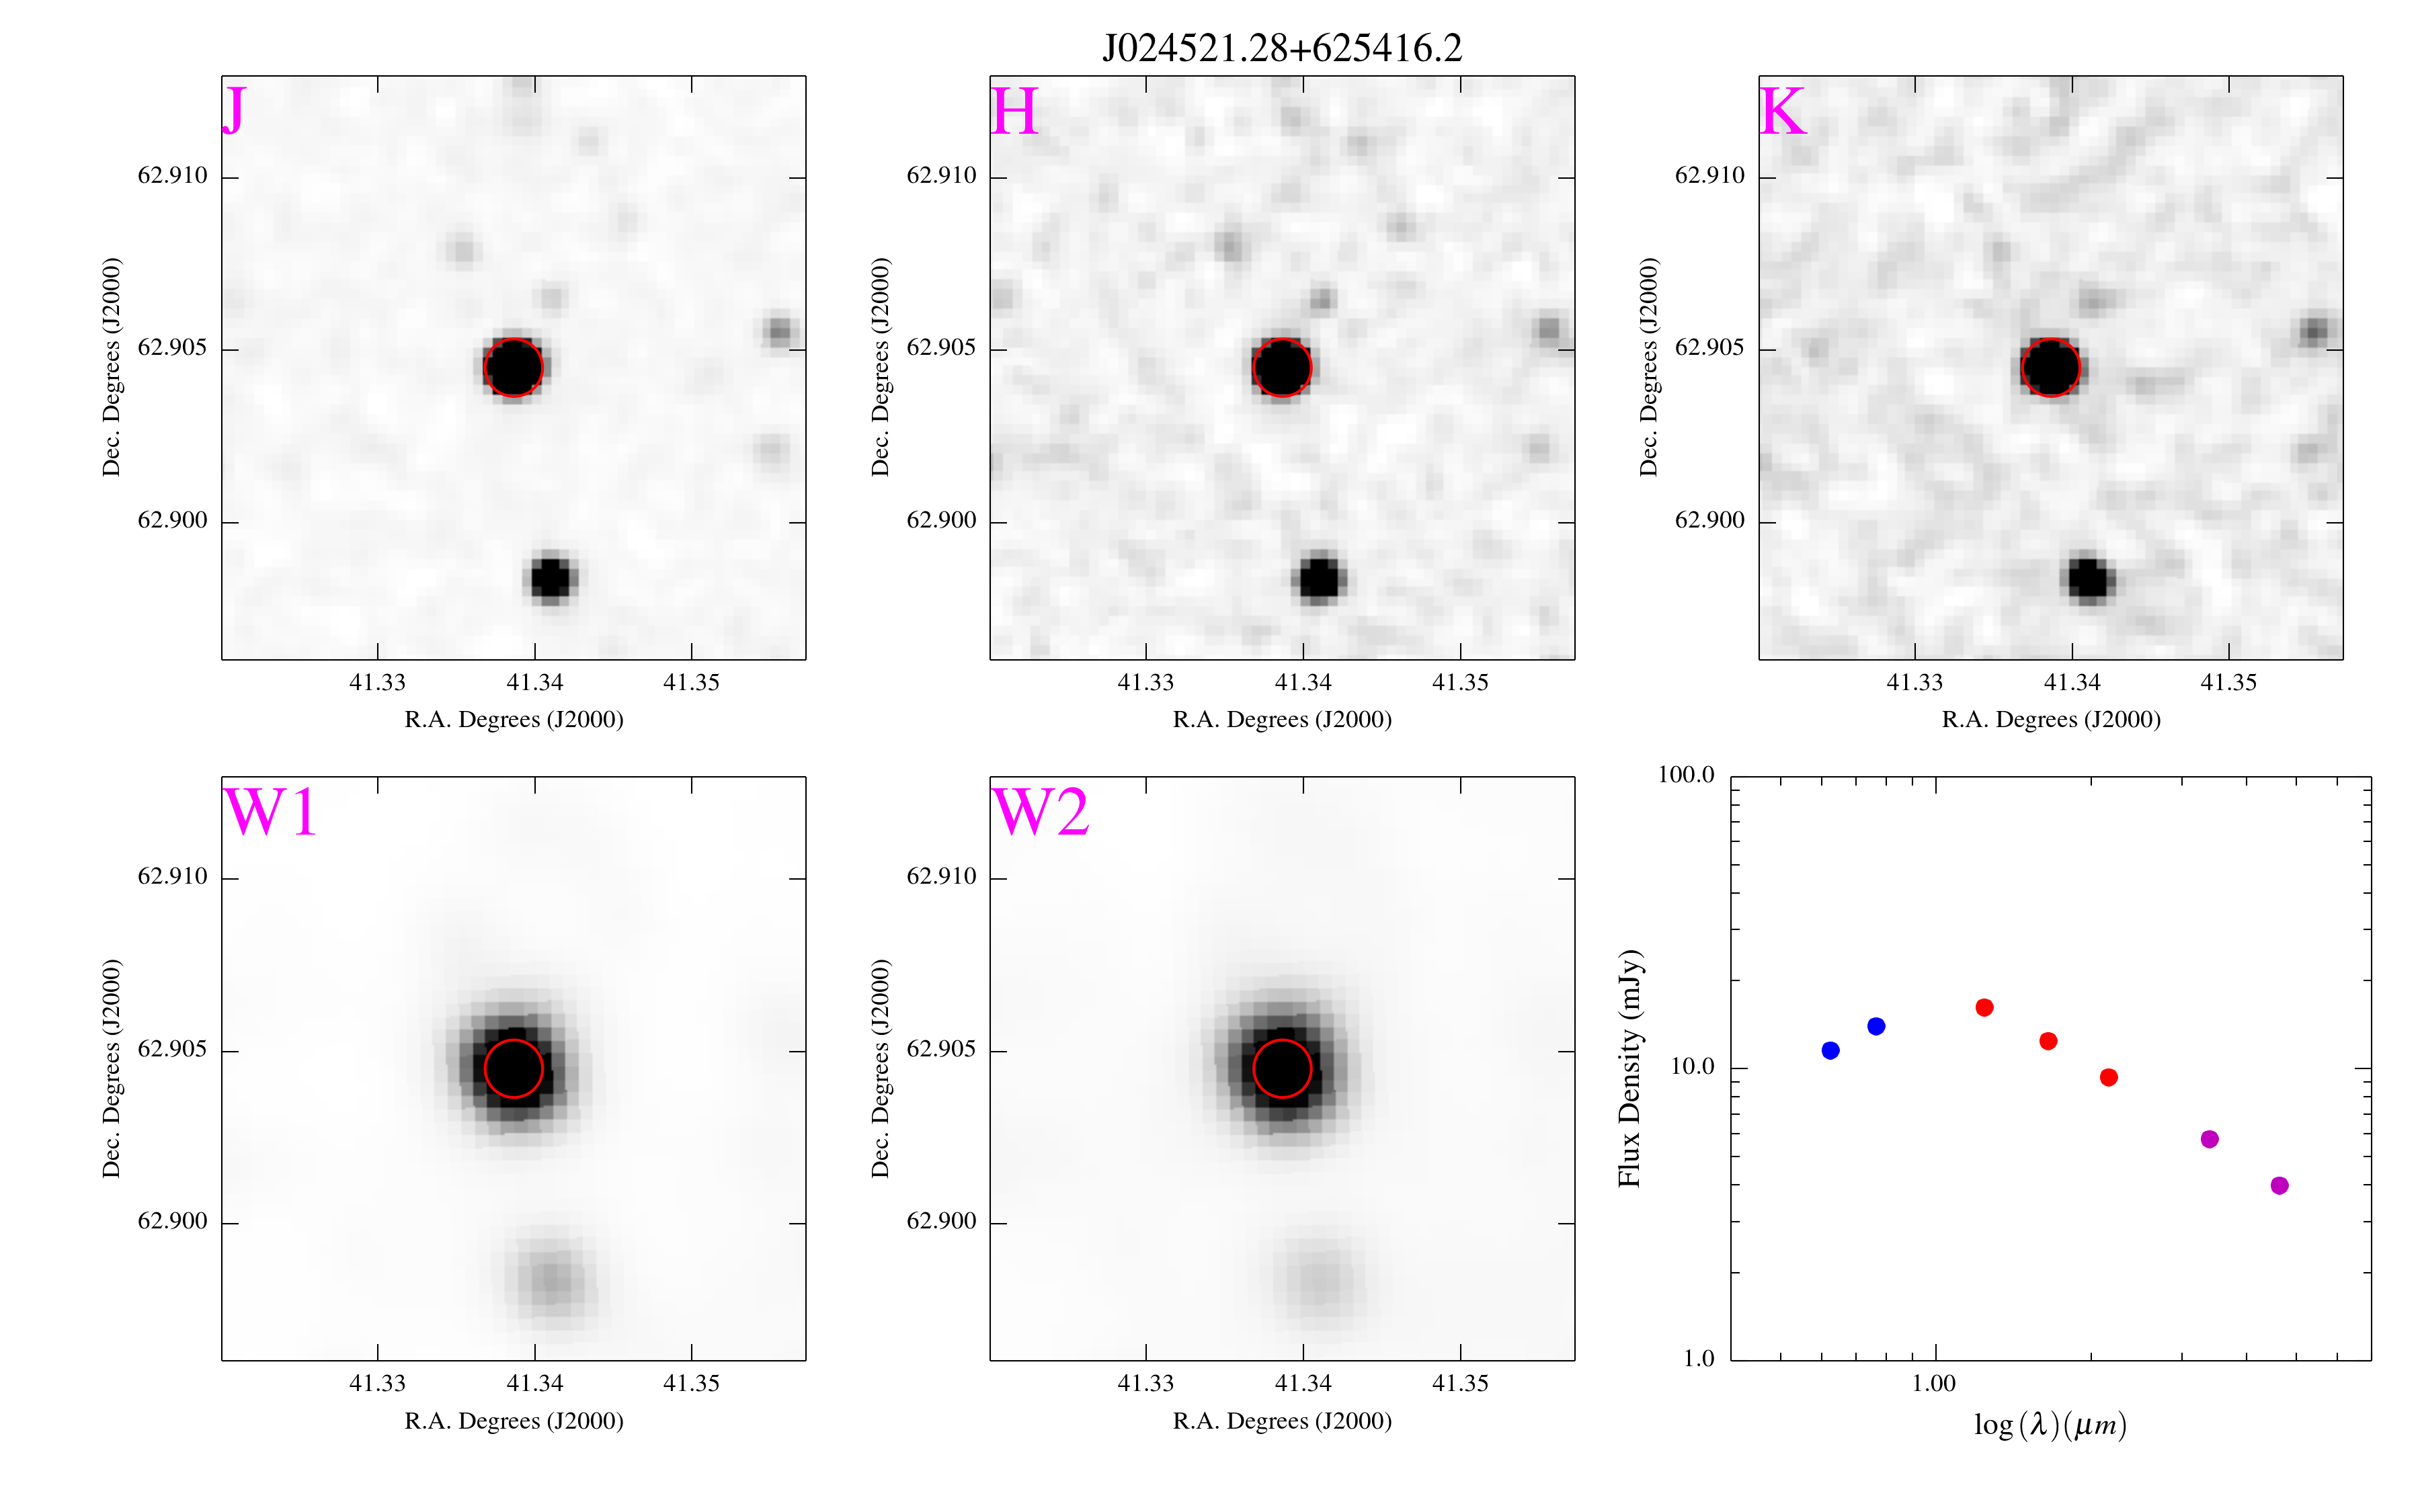 J024521.28+625416.2
J
H
K
62.910
62.905
62.900
Dec. Degrees (J2000)
41.33
41.34
41.35
R.A. Degrees (J2000)
62.910
62.905
62.900
Dec. Degrees (J2000)
41.33
41.34
41.35
R.A. Degrees (J2000)
62.910
62.905
62.900
Dec. Degrees (J2000)
41.33
41.34
41.35
R.A. Degrees (J2000)
W1
62.910
62.905
62.900
Dec. Degrees (J2000)
41.33
41.34
41.35
R.A. Degrees (J2000)
W2
62.910
62.905
62.900
Dec. Degrees (J2000)
41.33
41.34
41.35
R.A. Degrees (J2000)
100.0
10.0
1.0
Flux Density (mJy)
1.00
log(λ)(μm)